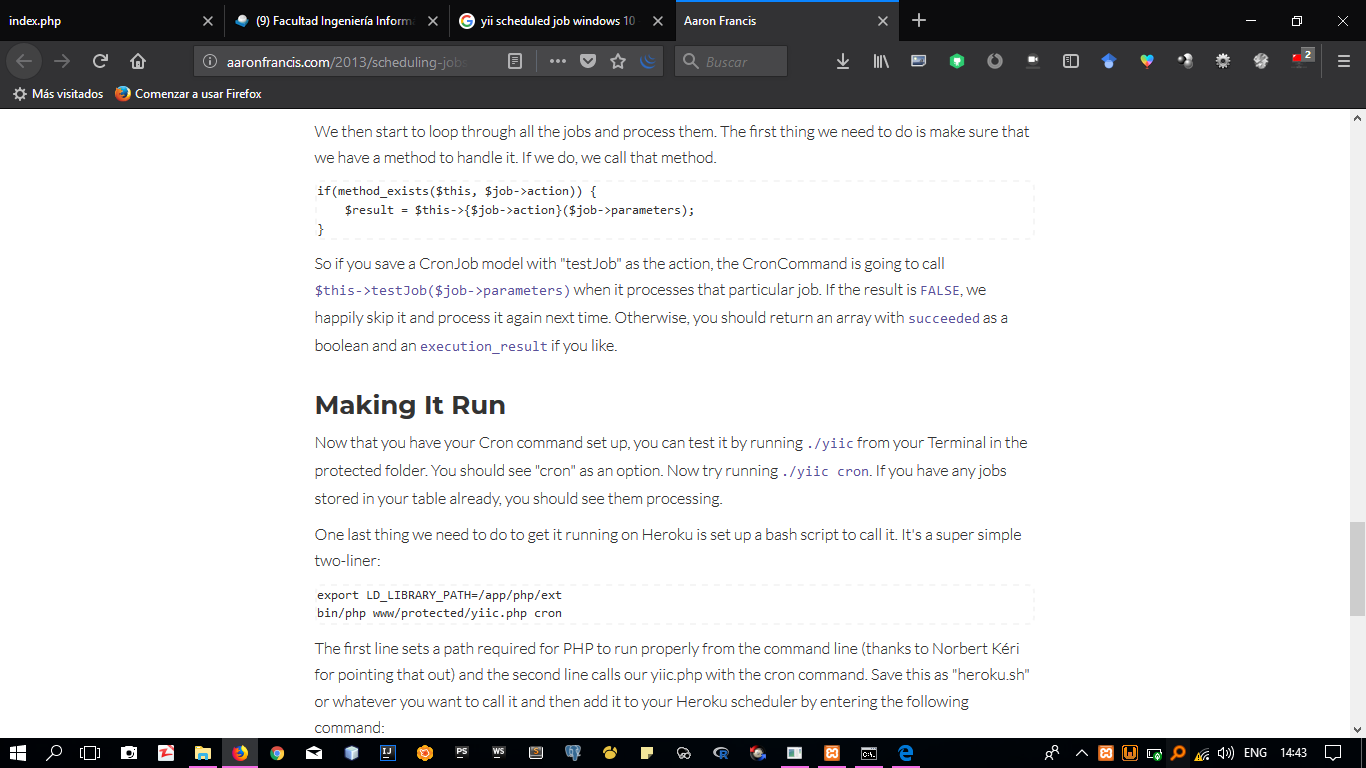 index.php
(9) Facultad Ingeniería Informa
yii scheduled job windows 10
Aaron Francis
aaronfrancis.com/2013/scheduling-jobs
Buscar
2
Más visitados
Comenzar a usar Firefox
We then start to loop through all the jobs and process them. The first thing we need to do is make sure that
we have a method to handle it. If we do, we call that method.
if(method_exists($this, $job->action)) {
    $result = $this->{$job->action}($job->parameters);
}
So if you save a CronJob model with "testJob" as the action, the CronCommand is going to call
$this->testJob($job->parameters) when it processes that particular job. If the result is FALSE, we
happily skip it and process it again next time. Otherwise, you should return an array with succeeded as a
boolean and an execution_result if you like.
Making It Run
Now that you have your Cron command set up, you can test it by running ./yiic from your Terminal in the
protected folder. You should see "cron" as an option. Now try running ./yiic cron. If you have any jobs
stored in your table already, you should see them processing.
One last thing we need to do to get it running on Heroku is set up a bash script to call it. It's a super simple
two-liner:
export LD_LIBRARY_PATH=/app/php/ext
bin/php www/protected/yiic.php cron
The first line sets a path required for PHP to run properly from the command line (thanks to Norbert Kéri
for pointing that out) and the second line calls our yiic.php with the cron command. Save this as "heroku.sh"
or whatever you want to call it and then add it to your Heroku scheduler by entering the following
command:
ENG
14:43